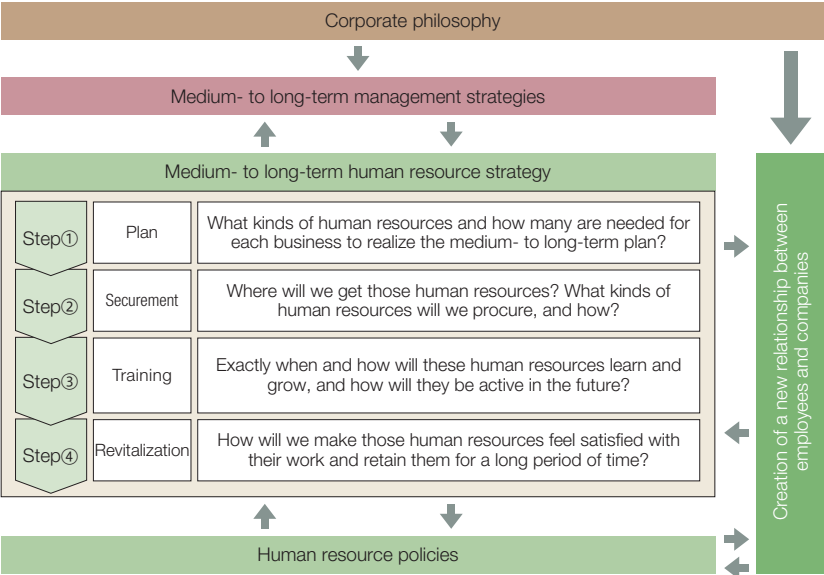 Corporate philosophy
Medium- to long-term management strategies
Medium- to long-term human resource strategy
Step①
Plan
What kinds of human resources and how many are needed for
each business to realize the medium- to long-term plan?
Step②
Securement
Where will we get those human resources? What kinds of
human resources will we procure, and how?
Step③
Training
Exactly when and how will these human resources learn and
grow, and how will they be active in the future?
Step④
Revitalization
How will we make those human resources feel satisfied with
their work and retain them for a long period of time?
Human resource policies
Creation of a new relationship between
employees and companies